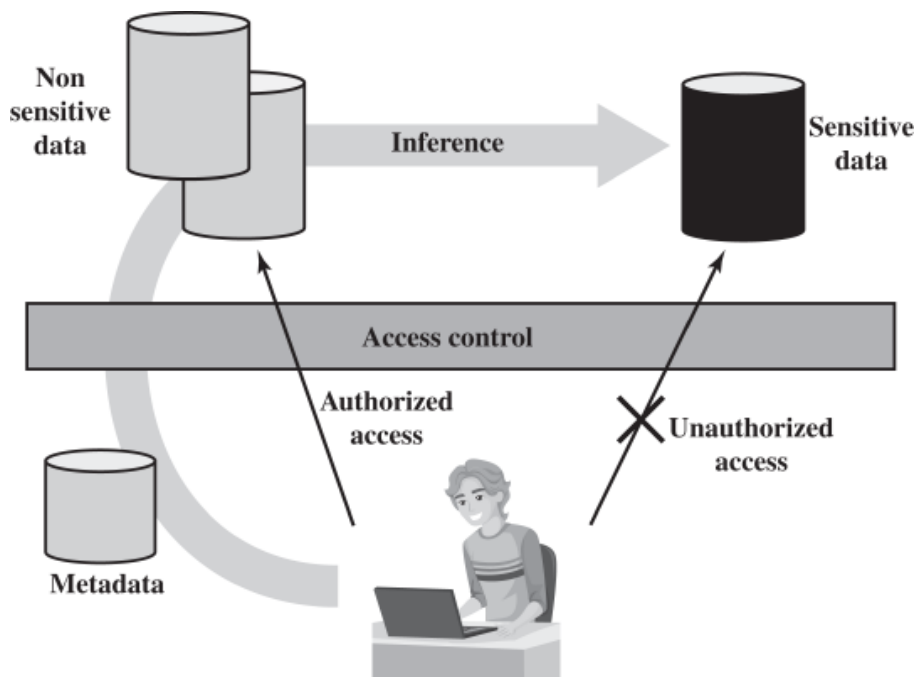 Non
sensitive
data
Inference
Sensitive
data
Access control
Authorized
access
Unauthorized
access
Metadata